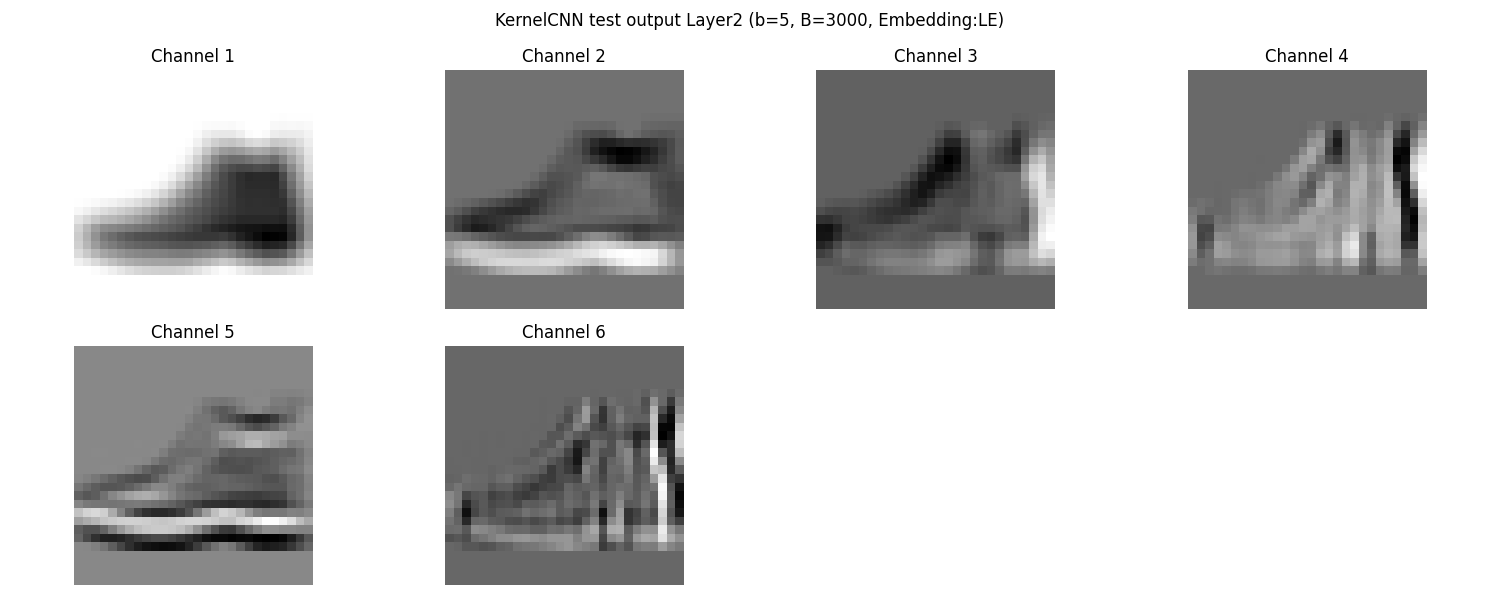 KernelCNN test output Layer2 (b=5, B=3000, Embedding:LE)
Channel 1
Channel 2
Channel 3
Channel 4
Channel 5
Channel 6